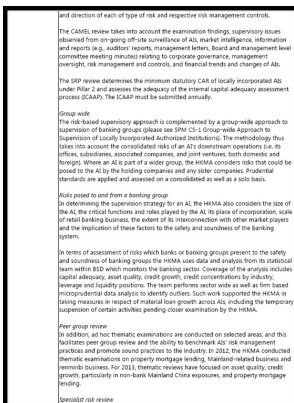 and direction of each of type of risk and respective risk management controls.
The CAMEL review takes into account the examination findings, supervisory issues
observed from on-going off-site surveillance of AIs, market intelligence, information
and reports (e.g., auditors' reports, management letters, Board and management level
committee meeting minutes) relating to corporate governance, management
oversight, risk management and controls, and financial trends and changes of AIs.
The SRP review determines the minimum statutory CAR of locally incorporated AIs
under Pillar 2 and assesses the adequacy of the internal capital adequacy assessment
process (ICAAP). The ICAAP must be submitted annually.
Group wide
The risk-based supervisory approach is complemented by a group-wide approach to
supervision of banking groups (please see SPM CS-1 Group-wide Approach to
Supervision of Locally Incorporated Authorized Institutions). The methodology thus
takes into account the consolidated risks of an AI's downstream operations (i.e. its
offices, subsidiaries, associated companies, and joint ventures, both domestic and
foreign). Where an AI is part of a wider group, the HKMA considers risks that could be
posed to the AI by the holding companies and any sister companies. Prudential
standards are applied and assessed on a consolidated as well as a solo basis.
Risks posed to and from a banking group
In determining the supervision strategy for an AI, the HKMA also considers the size of
the AI, the critical functions and roles played by the AI, its place of incorporation, scale
of retail banking business, the extent of its interconnection with other market players
and the implication of these factors to the safety and soundness of the banking
system.
In terms of assessment of risks which banks or banking groups present to the safety
and soundness of banking groups the HKMA uses data and analysis from its statistical
team within BSD which monitors the banking sector. Coverage of the analysis includes
capital adequacy, asset quality, credit growth, credit concentrations by industry,
leverage and liquidity positions. The team performs sector wide as well as firm based
microprudential data analysis to identify outliers. Such work supported the HKMA in
taking measures in respect of material loan growth across AIs, including the temporary
suspension of certain activities pending closer examination by the HKMA.
Peer group review
In addition, ad hoc thematic examinations are conducted on selected areas, and this
facilitates peer group review and the ability to benchmark AIs' risk management
practices and promote sound practices to the industry. In 2012, the HKMA conducted
thematic examinations on property mortgage lending, Mainland-related business and
renminbi business. For 2013, thematic reviews have focused on asset quality, credit
growth, particularly in non-bank Mainland China exposures, and property mortgage
lending.
Specialist risk review